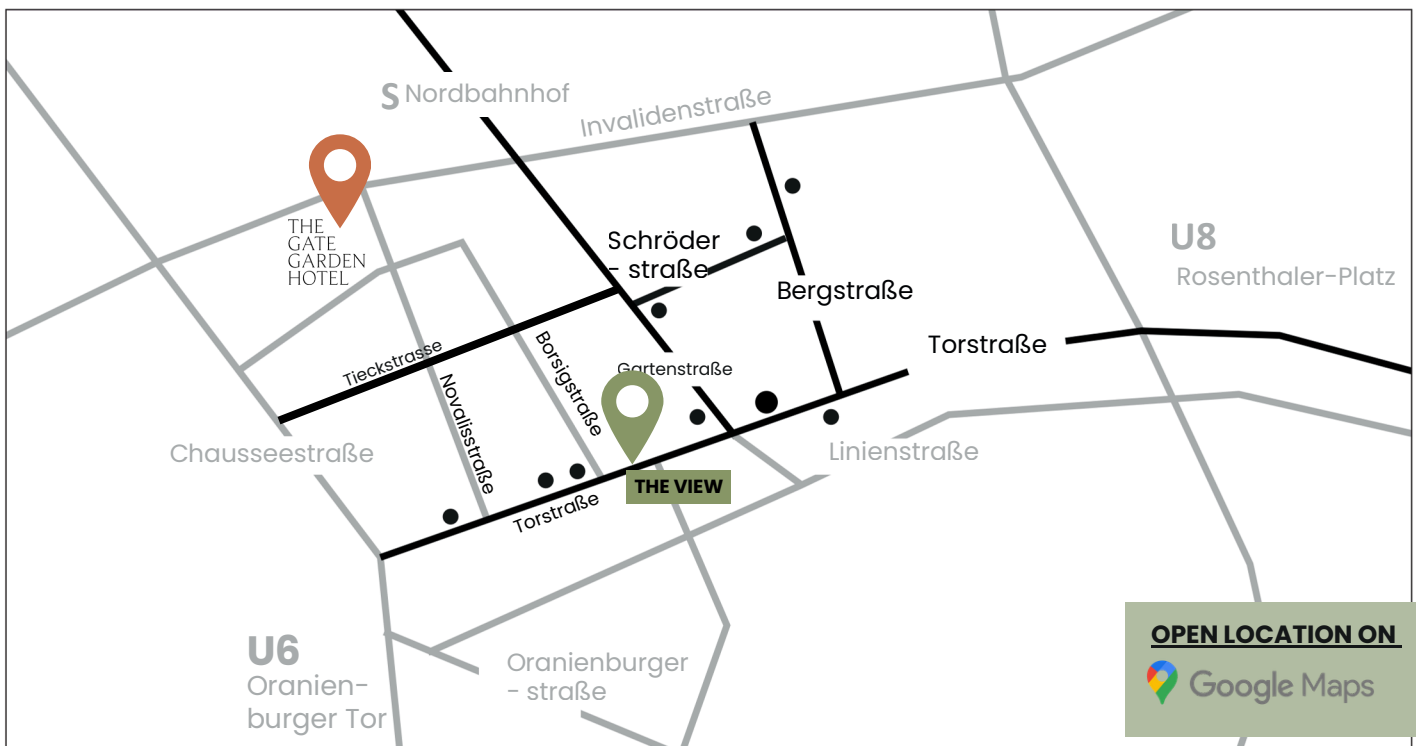 S Nordbahnhof
Invalidenstraße
THE
GATE
GARDEN
HOTEL
Schröder
- straße
U8
Rosenthaler-Platz
Bergstraße
Torstraße
Tieckstrasse
Novalisstraße
Borsigstraße
Gartenstraße
Chausseestraße
Linienstraße
THE VIEW
Torstraße
U6
Oranien-
burger Tor
Oranienburger
- straße
OPEN LOCATION ON
Google Maps